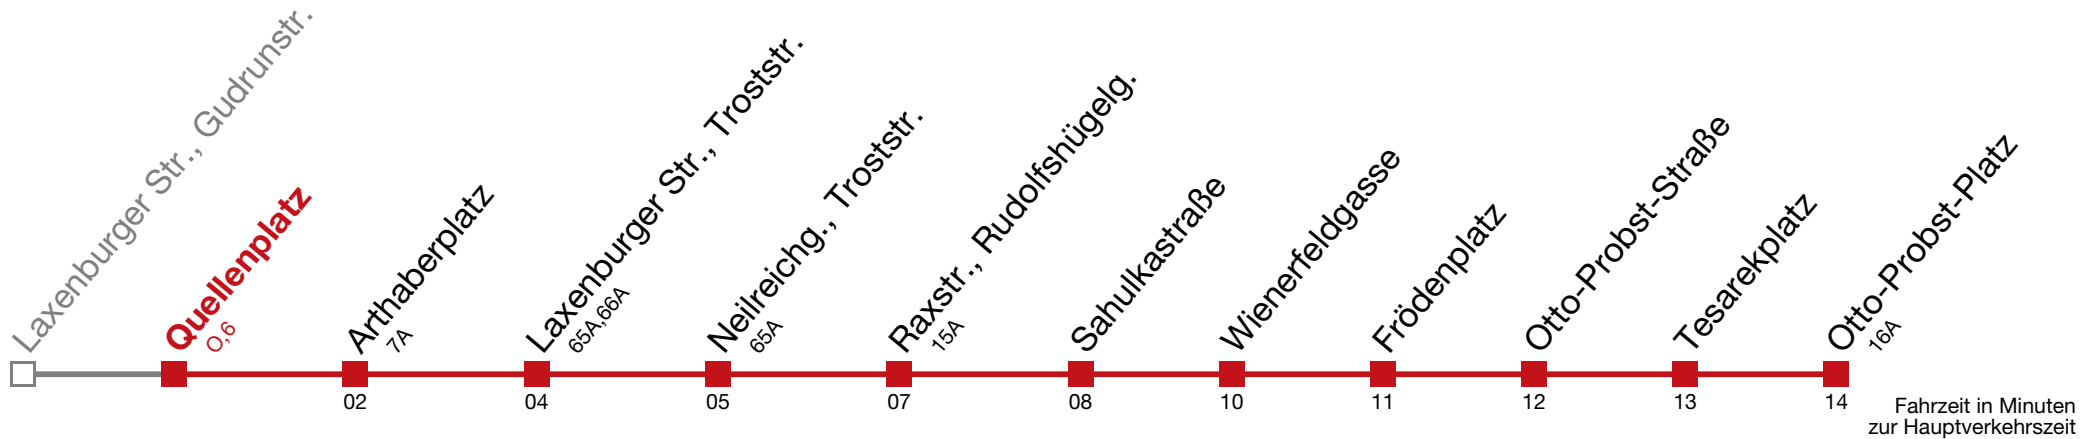 Laxenburger Str., Gudrunstr.
Quellenplatz
O,6
Arthaberplatz
7A
Laxenburger Str., Troststr.
65A,66A
Neilreichg., Troststr.
65A
Raxstr., Rudolfshügelg.
15A
Sahulkastraße
Wienerfeldgasse
Frödenplatz
Otto-Probst-Straße
Tesarekplatz
Otto-Probst-Platz
16A
02
04
05
07
08
10
11
12
13
14
Fahrzeit in Minuten
zur Hauptverkehrszeit